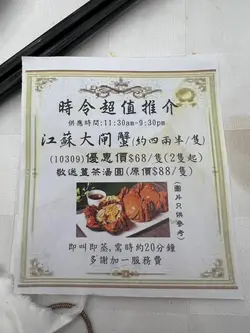 時令超值推介
供應時間:11:30am-9:30pm
江蘇大閘蟹(約四兩半/隻)
(10309)優惠價$68/隻(2隻起)
敬送薑茶湯圓(原價$88/隻)
(圖片只供參考)
即叫即蒸,需時約20分鐘
多謝加一服務費